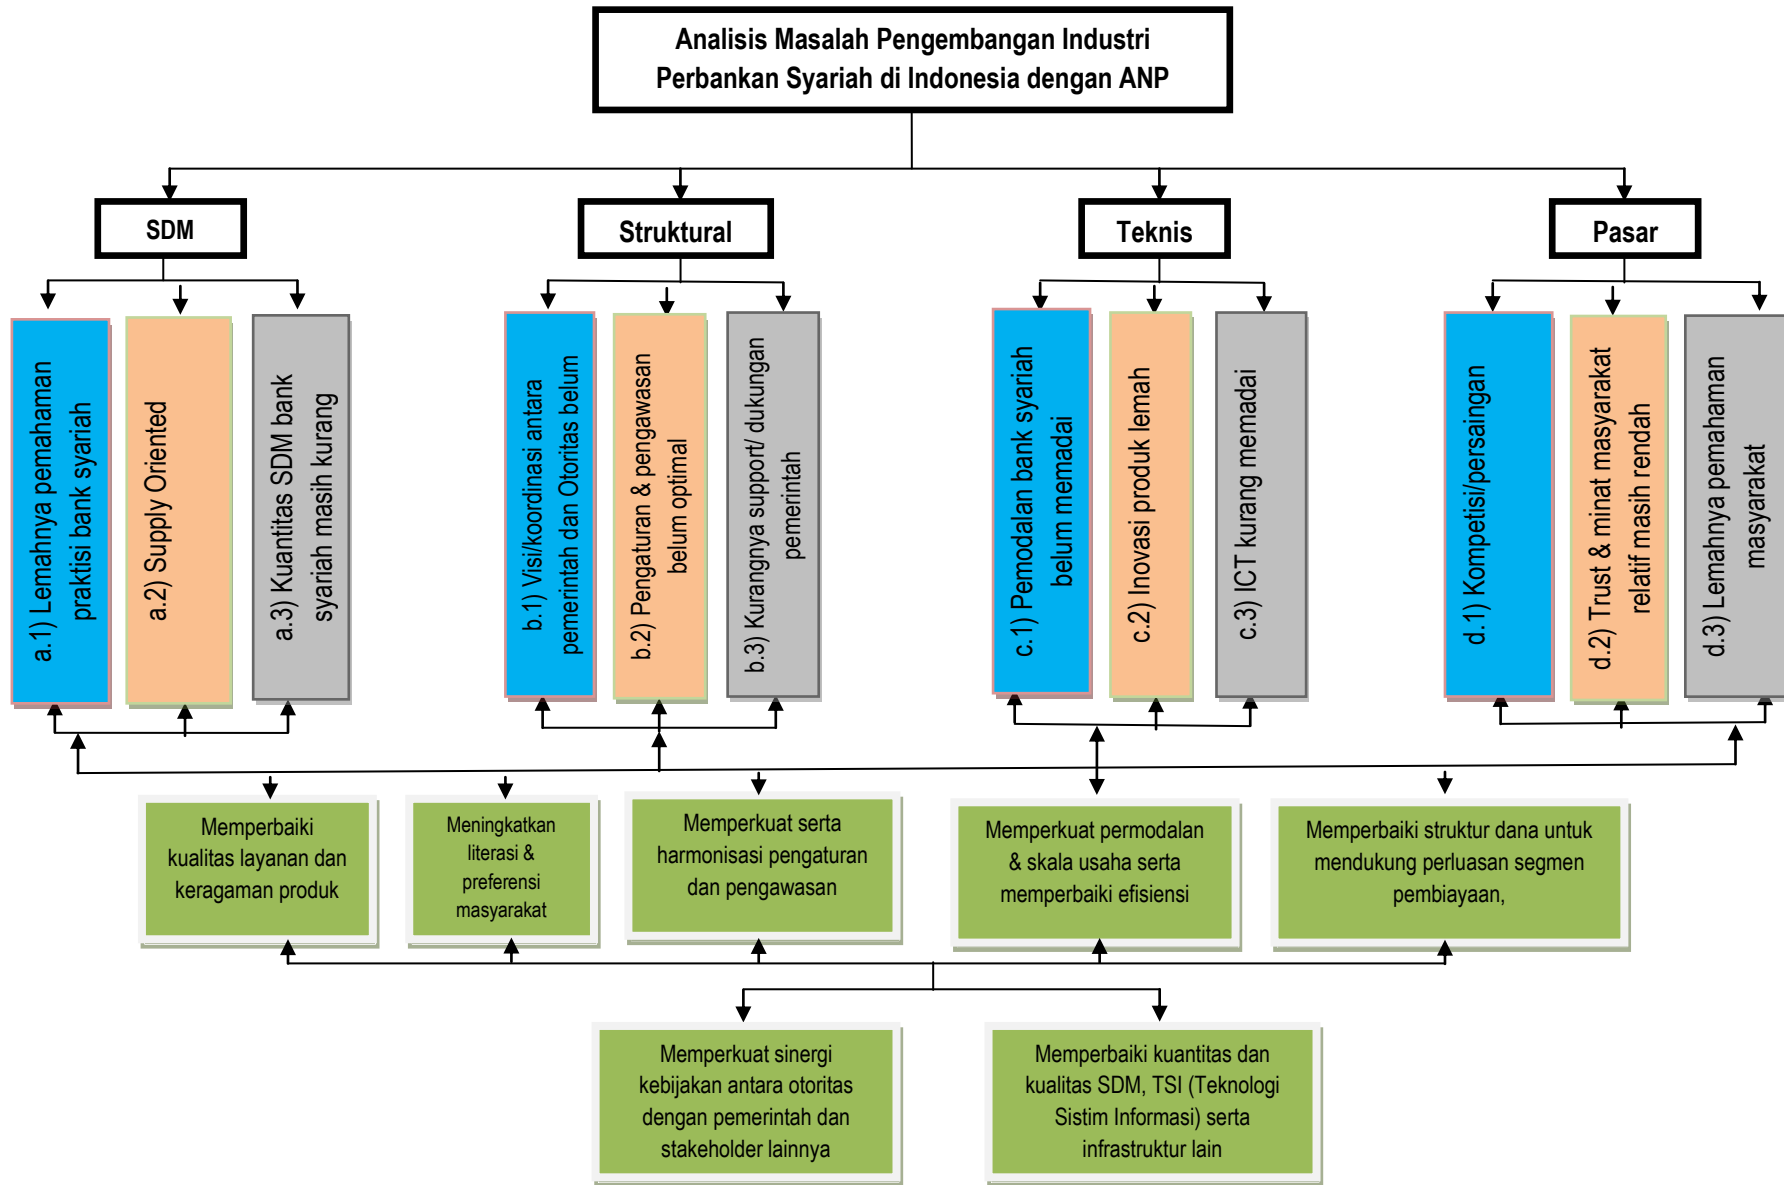 Analisis Masalah Pengembangan Industri
Perbankan Syariah di Indonesia dengan ANP
SDM
Struktural
Teknis
Pasar
a.1) Lemahnya pemahaman
praktisi bank syariah
a.2) Supply Oriented
a.3) Kuantitas SDM bank
syariah masih kurang
b.1) Visi/koordinasi antara
pemerintah dan Otoritas belum
b.2) Pengaturan & pengawasan
belum optimal
b.3) Kurangnya support/ dukungan
pemerintah
c.1) Pemodalan bank syariah
belum memadai
c.2) Inovasi produk lemah
c.3) ICT kurang memadai
d.1) Kompetisi/persaingan
d.2) Trust & minat masyarakat
relatif masih rendah
d.3) Lemahnya pemahaman
masyarakat
Memperbaiki
kualitas layanan dan
keragaman produk
Meningkatkan
literasi &
preferensi
masyarakat
Memperkuat serta
harmonisasi pengaturan
dan pengawasan
Memperkuat permodalan
& skala usaha serta
memperbaiki efisiensi
Memperbaiki struktur dana untuk
mendukung perluasan segmen
pembiayaan,
Memperkuat sinergi
kebijakan antara otoritas
dengan pemerintah dan
stakeholder lainnya
Memperbaiki kuantitas dan
kualitas SDM, TSI (Teknologi
Sistim Informasi) serta
infrastruktur lain